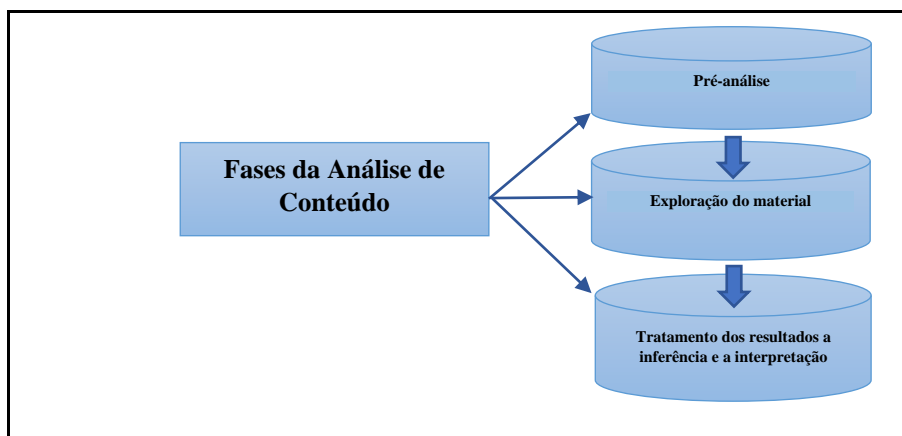 Pré-análise
Fases da Análise de
Conteúdo
Exploração do material
Tratamento dos resultados a
inferência e a interpretação